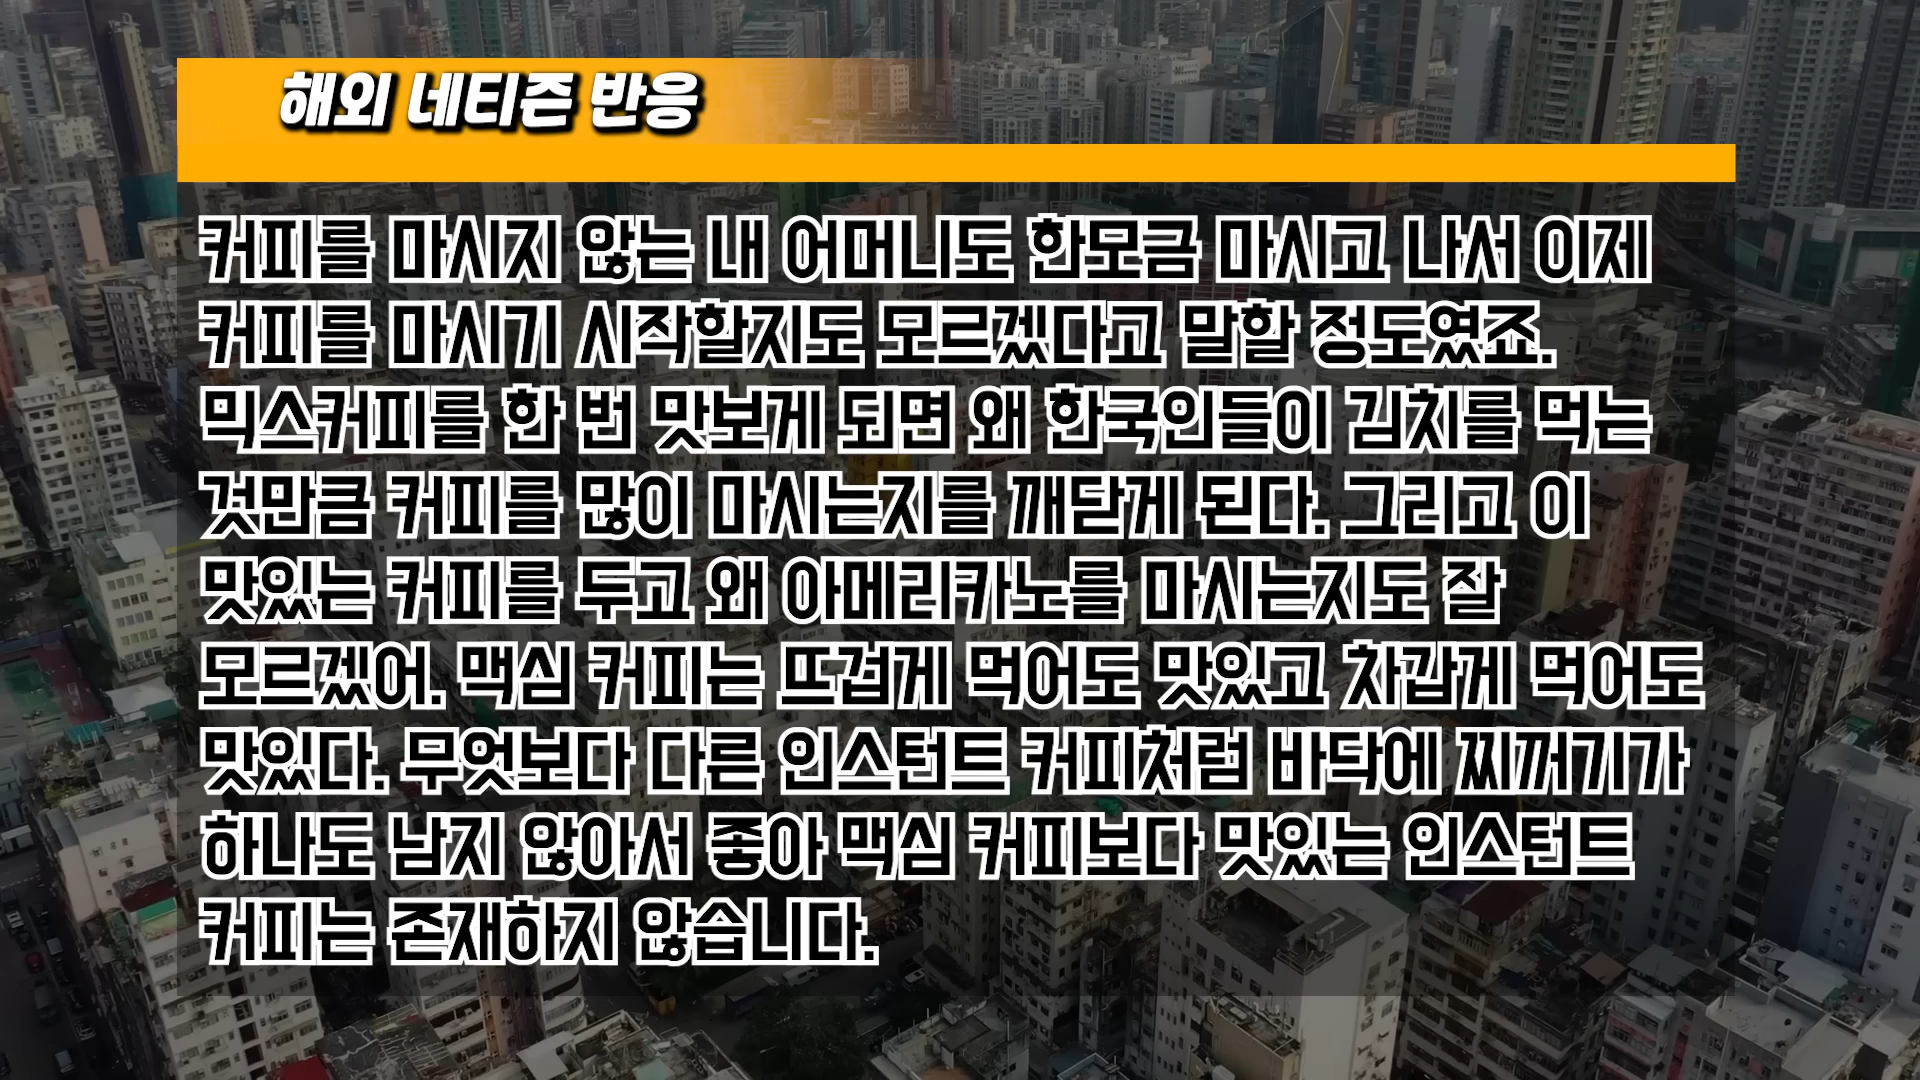 해외 네티즌 반응
커피를 마시지 않는 내 어머니도 한모금 마시고 나서 이제
커피를 마시기 시작할지도 모르겠다고 말할 정도였죠.
믹스커피를 한 번 맛보게 되면 왜 한국인들이 김치를 먹는
것만큼 커피를 많이 마시는지를 깨닫게 된다. 그리고 이
맛있는 커피를 두고 왜 아메리카노를 마시는지도 잘
모르겠어. 맥심 커피는 뜨겁게 먹어도 맛있고 차갑게 먹어도
맛있다. 무엇보다 다른 인스턴트 커피처럼 바닥에 찌꺼기가
하나도 남지 않아서 좋아 맥심 커피보다 맛있는 인스턴트
커피는 존재하지 않습니다.